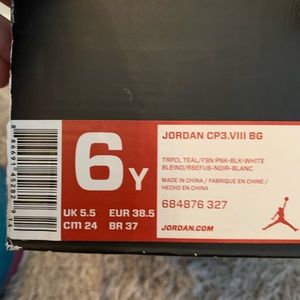 JORDAN CP3.VIII BG
6Y
TRPCL TEAL/FSN PNK-BLK-WHITE
BLEIND/RSEFUS-NOIR-BLANC
MADE IN CHINA / FABRIQUE EN CHINE /
HECHO EN CHINA
684876 327
UK 5.5 EUR 38.5
CM 24 BR 37
JORDAN.COM